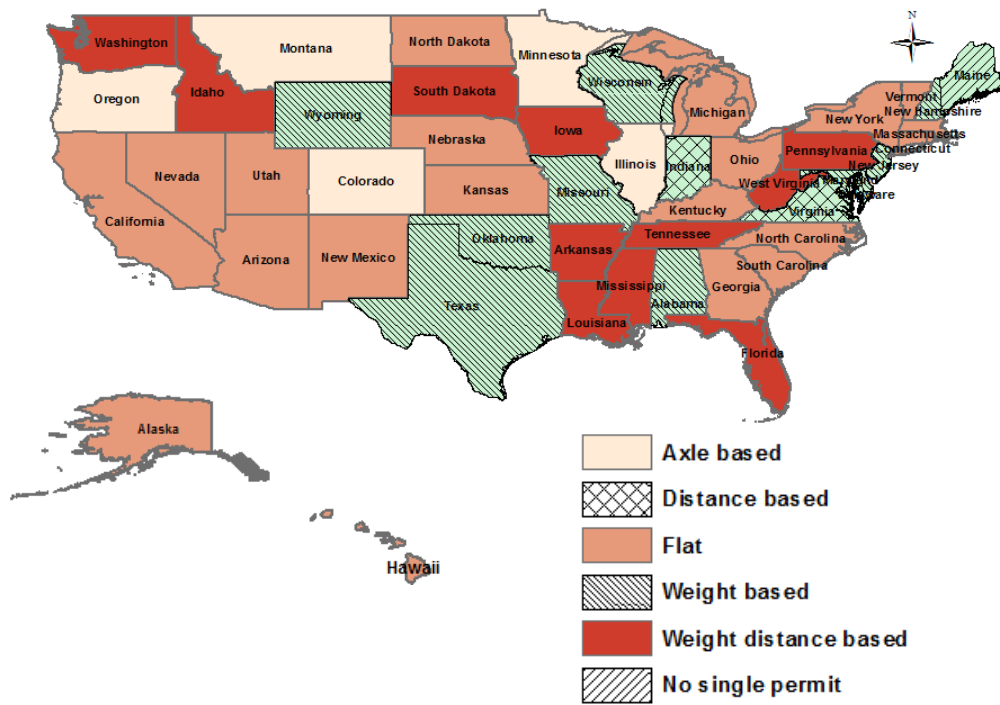 N
Washington
Montana
North Dakota
Minnesota
Maine
Oregon
Idaho
South Dakota
Wisconsin
Wyoming
Michigan
Vermont
New Hampshire
New York
Massachusetts
Nebraska
Iowa
Pennsylvania
Connecticut
Nevada
Utah
Colorado
Illinois
Indiana
Ohio
New Jersey
Kansas
Missouri
West Virginia
California
Kentucky
Virginia
Oklahoma
Tennessee
North Carolina
Arizona
New Mexico
Arkansas
South Carolina
Mississippi
Georgia
Texas
Alabama
Louisiana
Florida
Alaska
Hawaii
Axle based
Distance based
Flat
Weight based
Weight distance based
No single permit